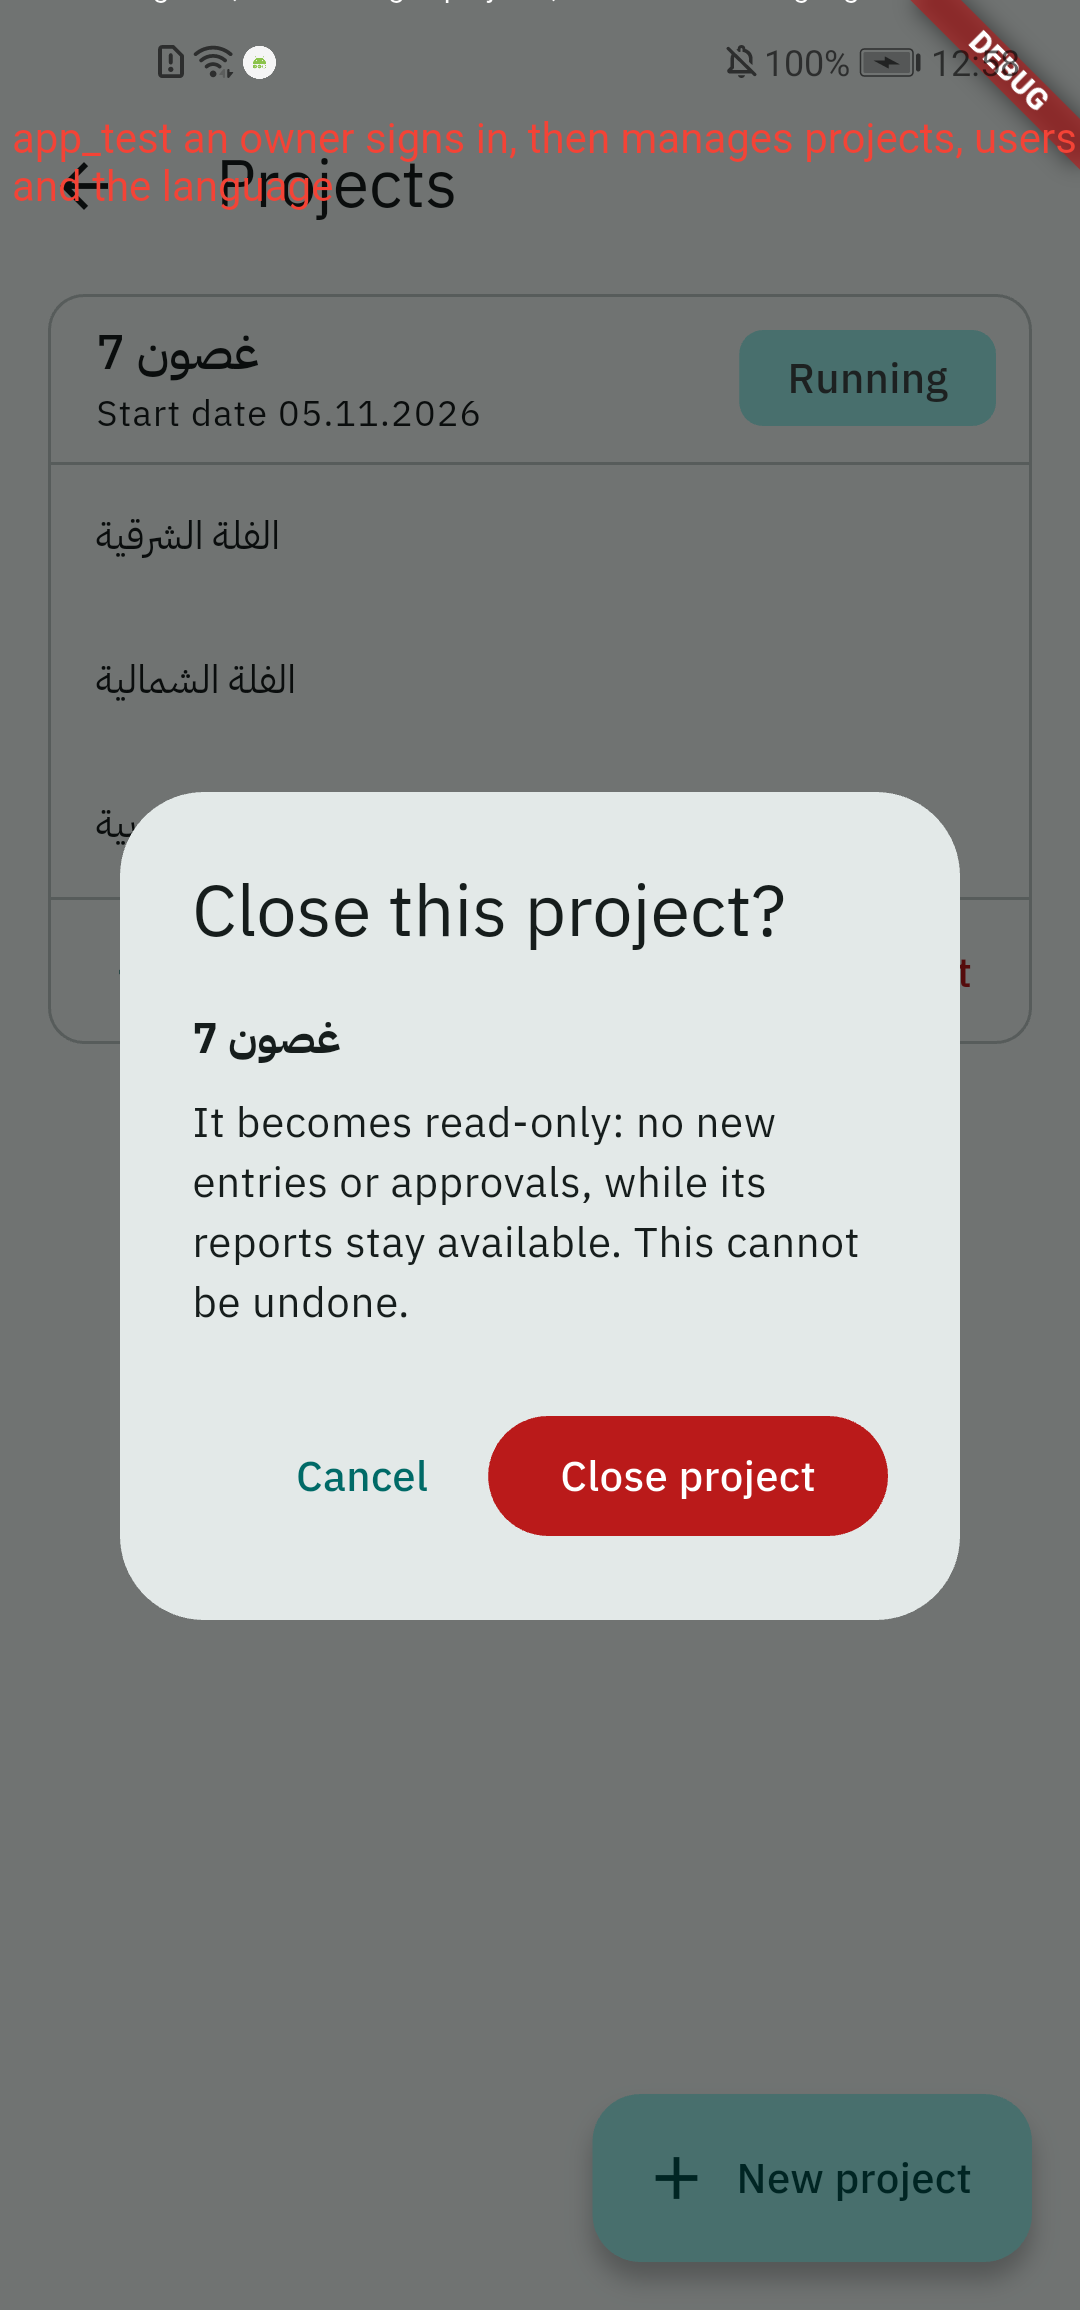 100%
DEBUG
app_test an owner signs in, then manages projects, users
and the language
Projects
غصون 7
Running
Start date 05.11.2026
الفلة الشرقية
الفلة الشمالية
Close this project?
غصون 7
It becomes read-only: no new
entries or approvals, while its
reports stay available. This cannot
be undone.
Cancel
Close project
New project